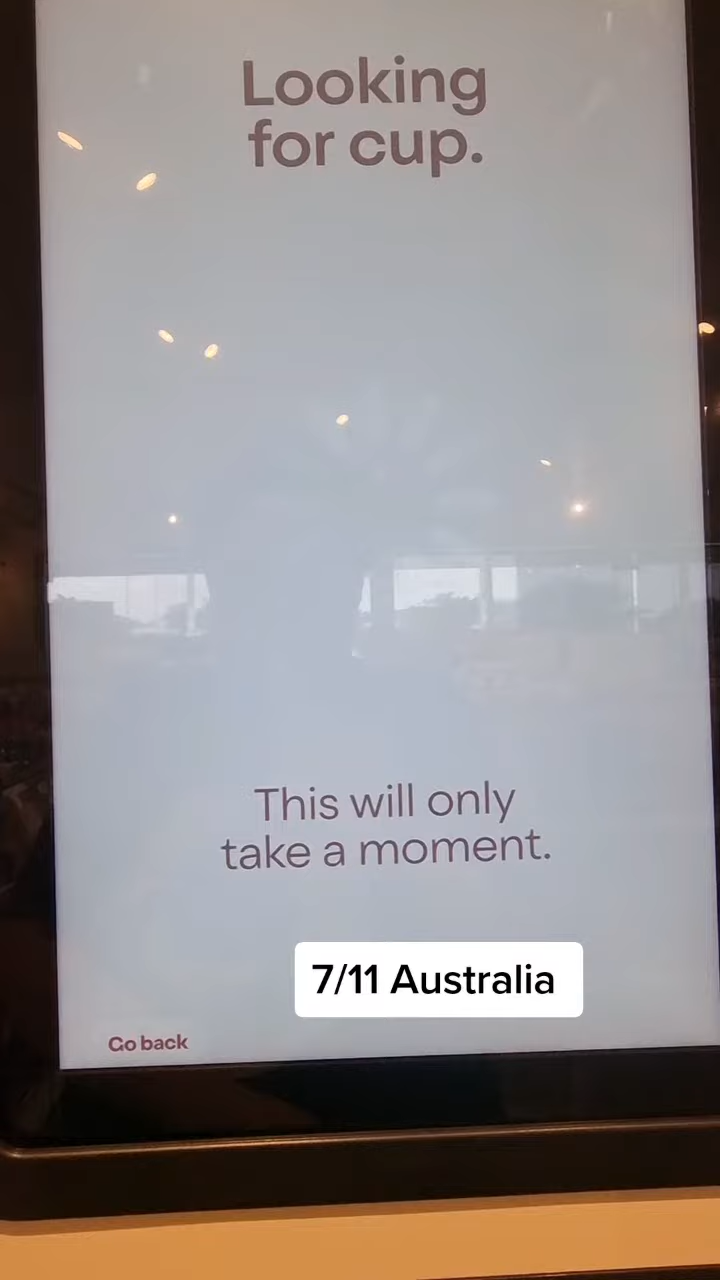 Looking
for cup.
This will only
take a moment.
7/11 Australia
Go back